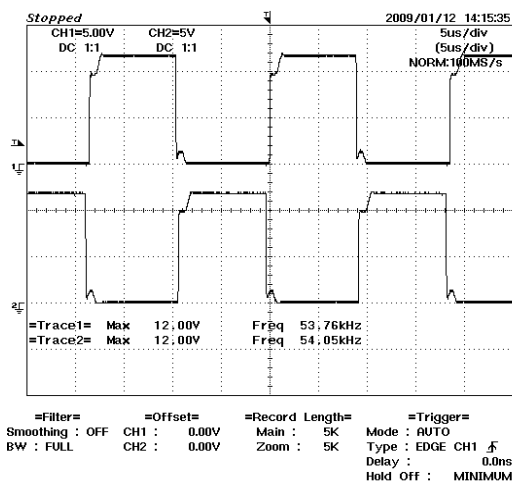 Stopped 2009/01/12 14:15:35
CH1=5.00V CH2=5V 5us/div
DC 1:1 DC 1:1 (5us/div)
NORM:100MS/s
T
T
1
2
=Trace1= Max 12.00V Freq 53.76kHz
=Trace2= Max 12.00V Freq 54.05kHz
=Filter= =Offset= =Record Length= =Trigger=
Smoothing : OFF CH1 : 0.00V Main : 5K Mode : AUTO
BW : FULL CH2 : 0.00V Zoom : 5K Type : EDGE CH1
Delay : 0.0ns
Hold Off : MINIMUM